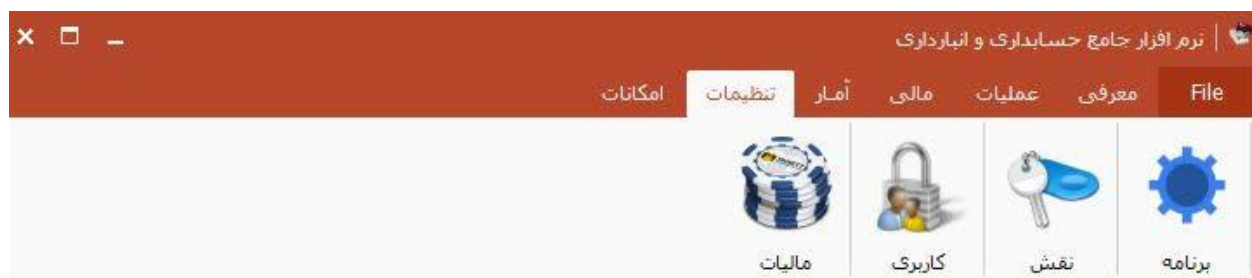 نرم افزار جامع حسابداری و انبارداری
File معرفی عملیات مالی آمار تنظیمات امکانات
برنامه نقش کاربری مالیات